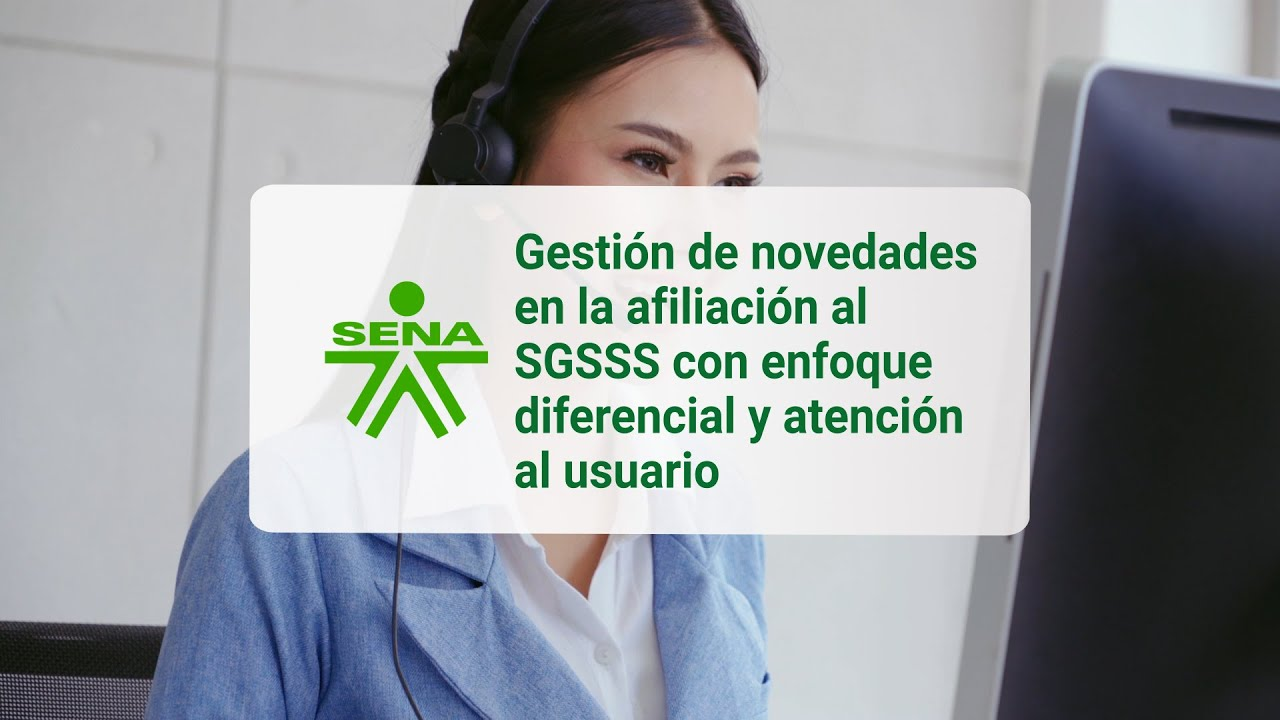 SENA
Gestión de novedades
en la afiliación al
SGSSS con enfoque
diferencial y atención
al usuario